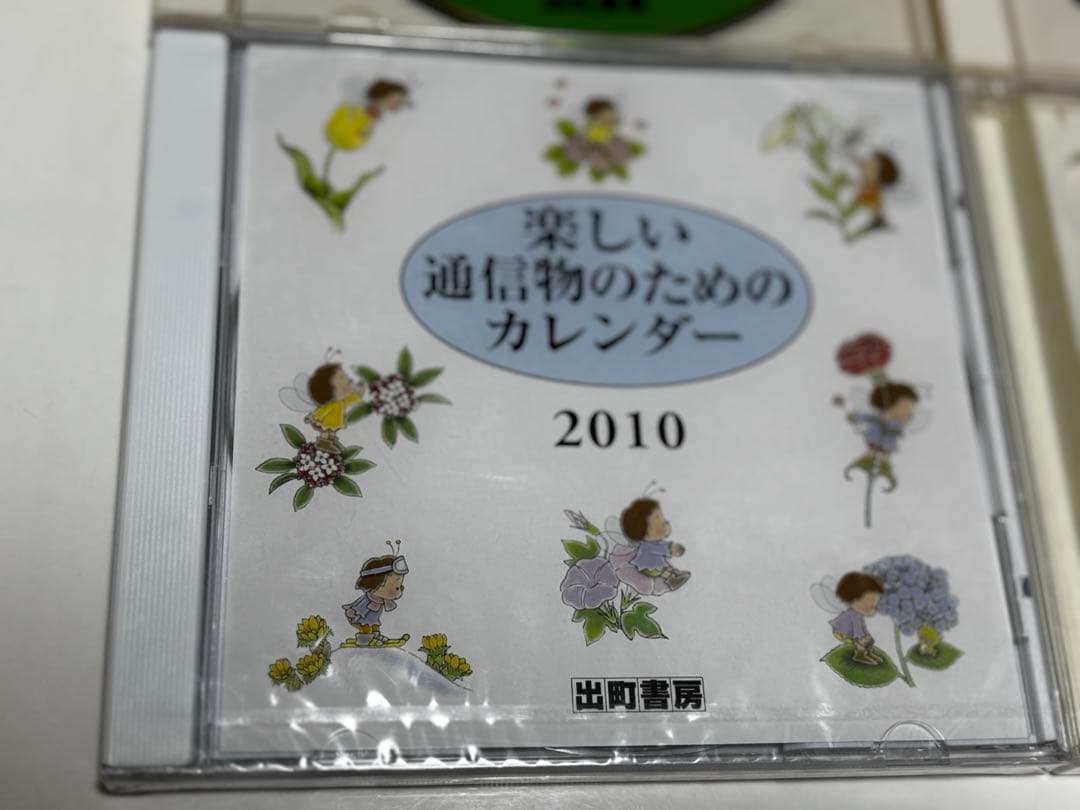 楽しい
通信物のための
カレンダー
2010
出町書房